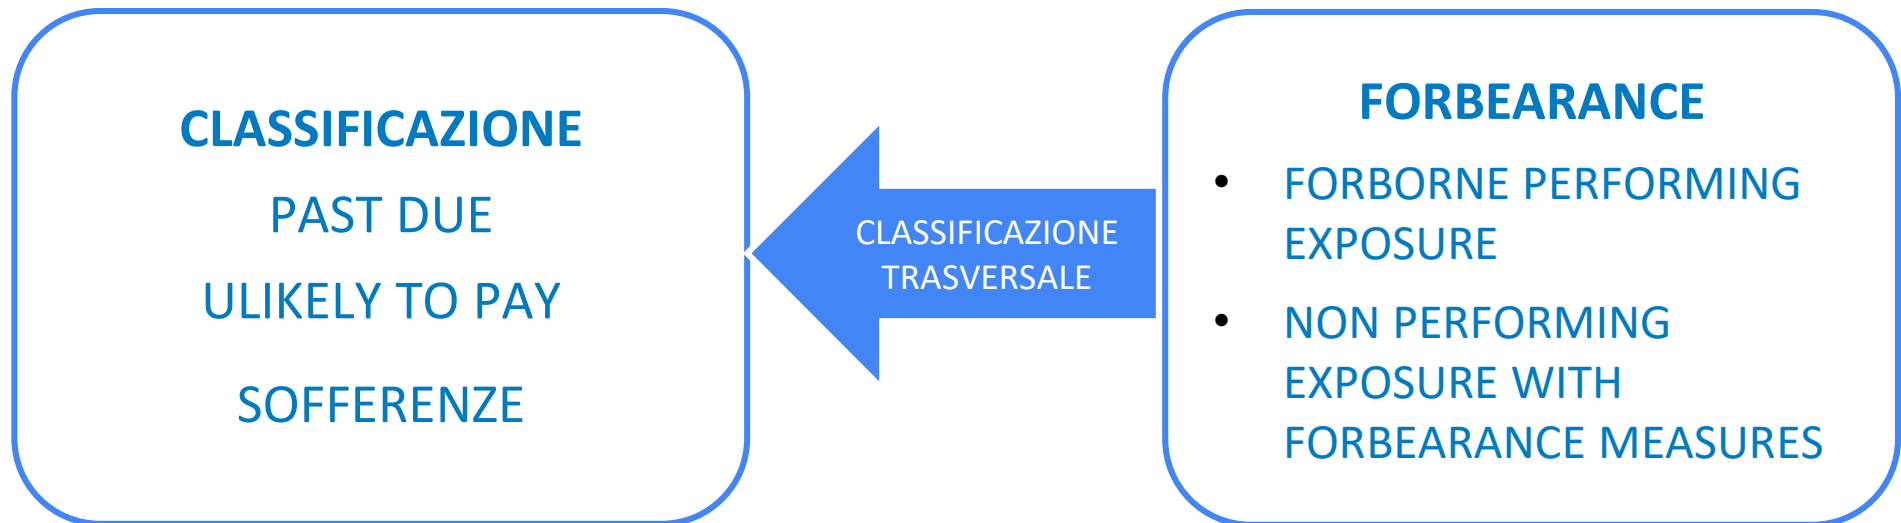 CLASSIFICAZIONE
PAST DUE
ULIKELY TO PAY
SOFFERENZE
CLASSIFICAZIONE
TRASVERSALE
FORBEARANCE
• FORBORNE PERFORMING
EXPOSURE
• NON PERFORMING
EXPOSURE WITH
FORBEARANCE MEASURES